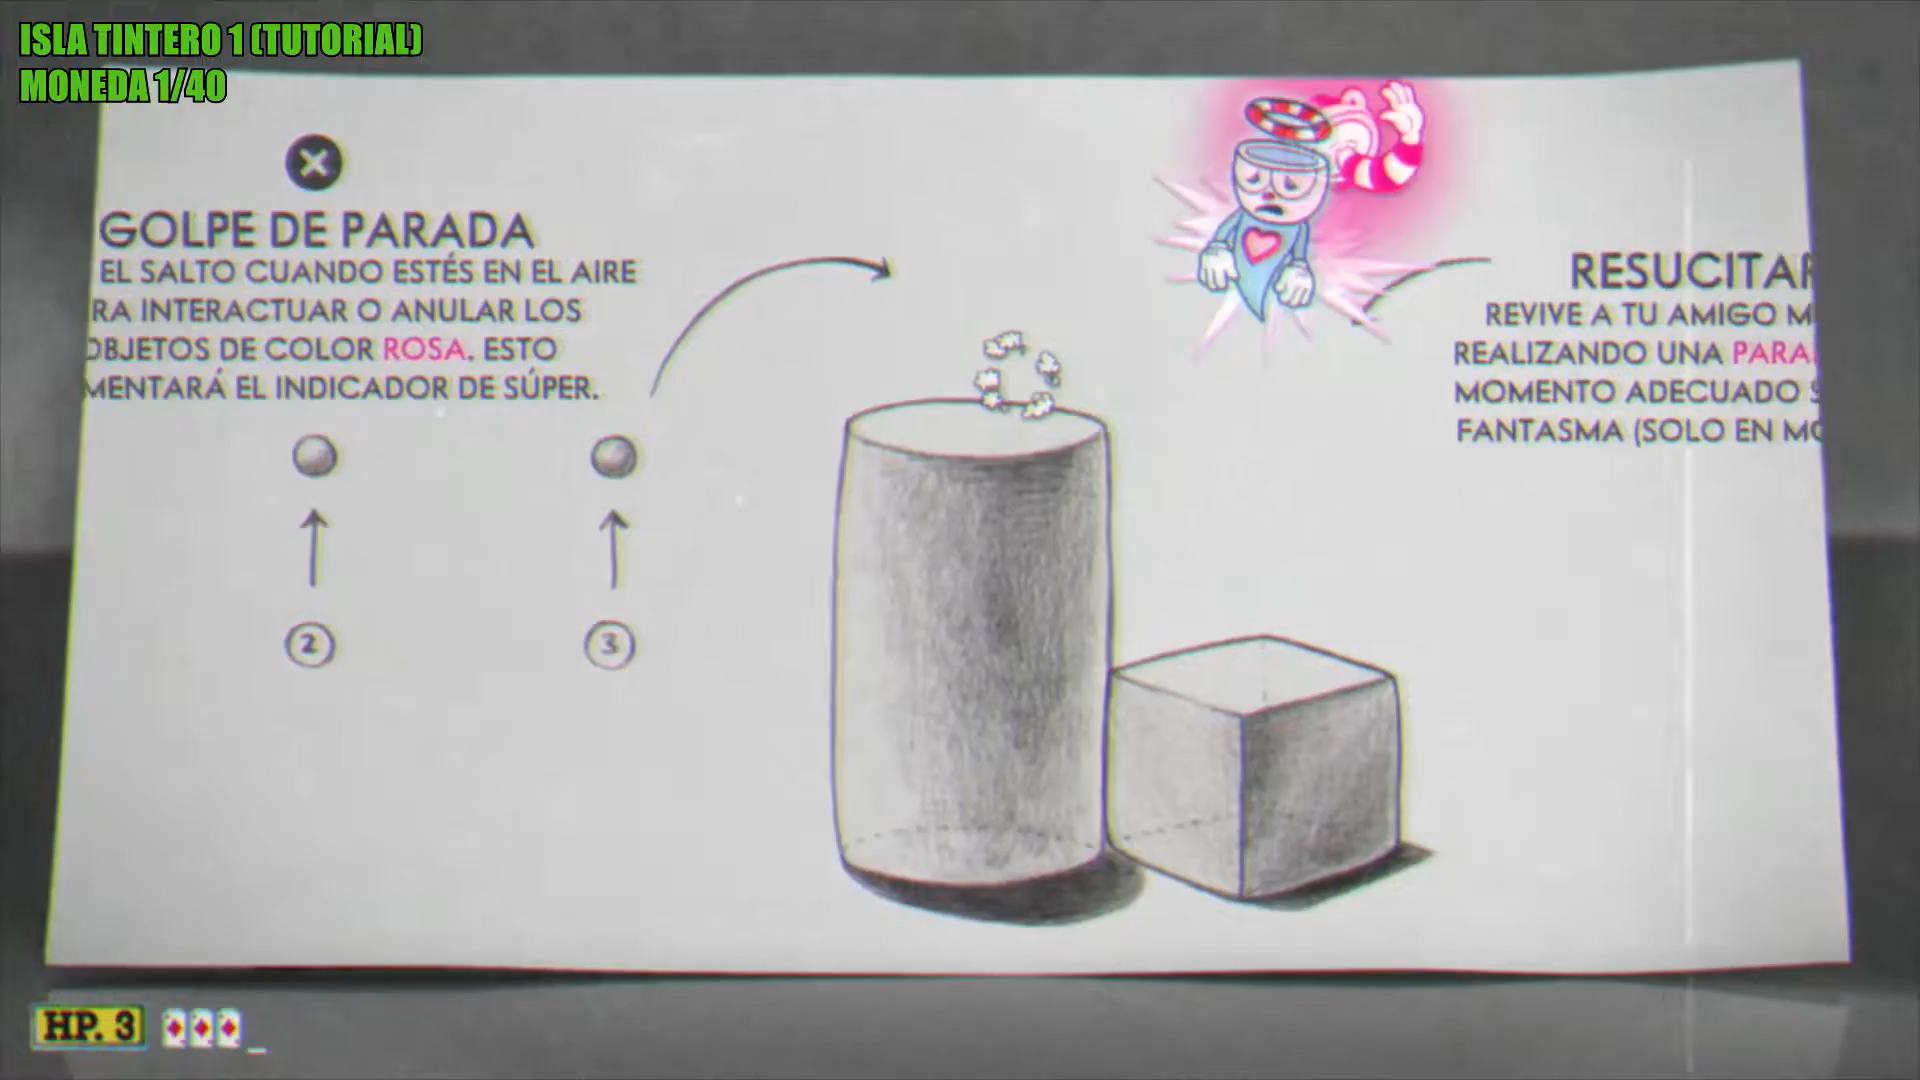 ISLA TINTERO 1 (TUTORIAL)
MONEDA 1/40
GOLPE DE PARADA
EL SALTO CUANDO ESTÉS EN EL AIRE
RA INTERACTUAR O ANULAR LOS
OBJETOS DE COLOR ROSA. ESTO
MENTARÁ EL INDICADOR DE SÚPER.
2
3
RESUCITAR
REVIVE A TU AMIGO M
REALIZANDO UNA PARA
MOMENTO ADECUADO S
FANTASMA (SOLO EN MO
HP. 3